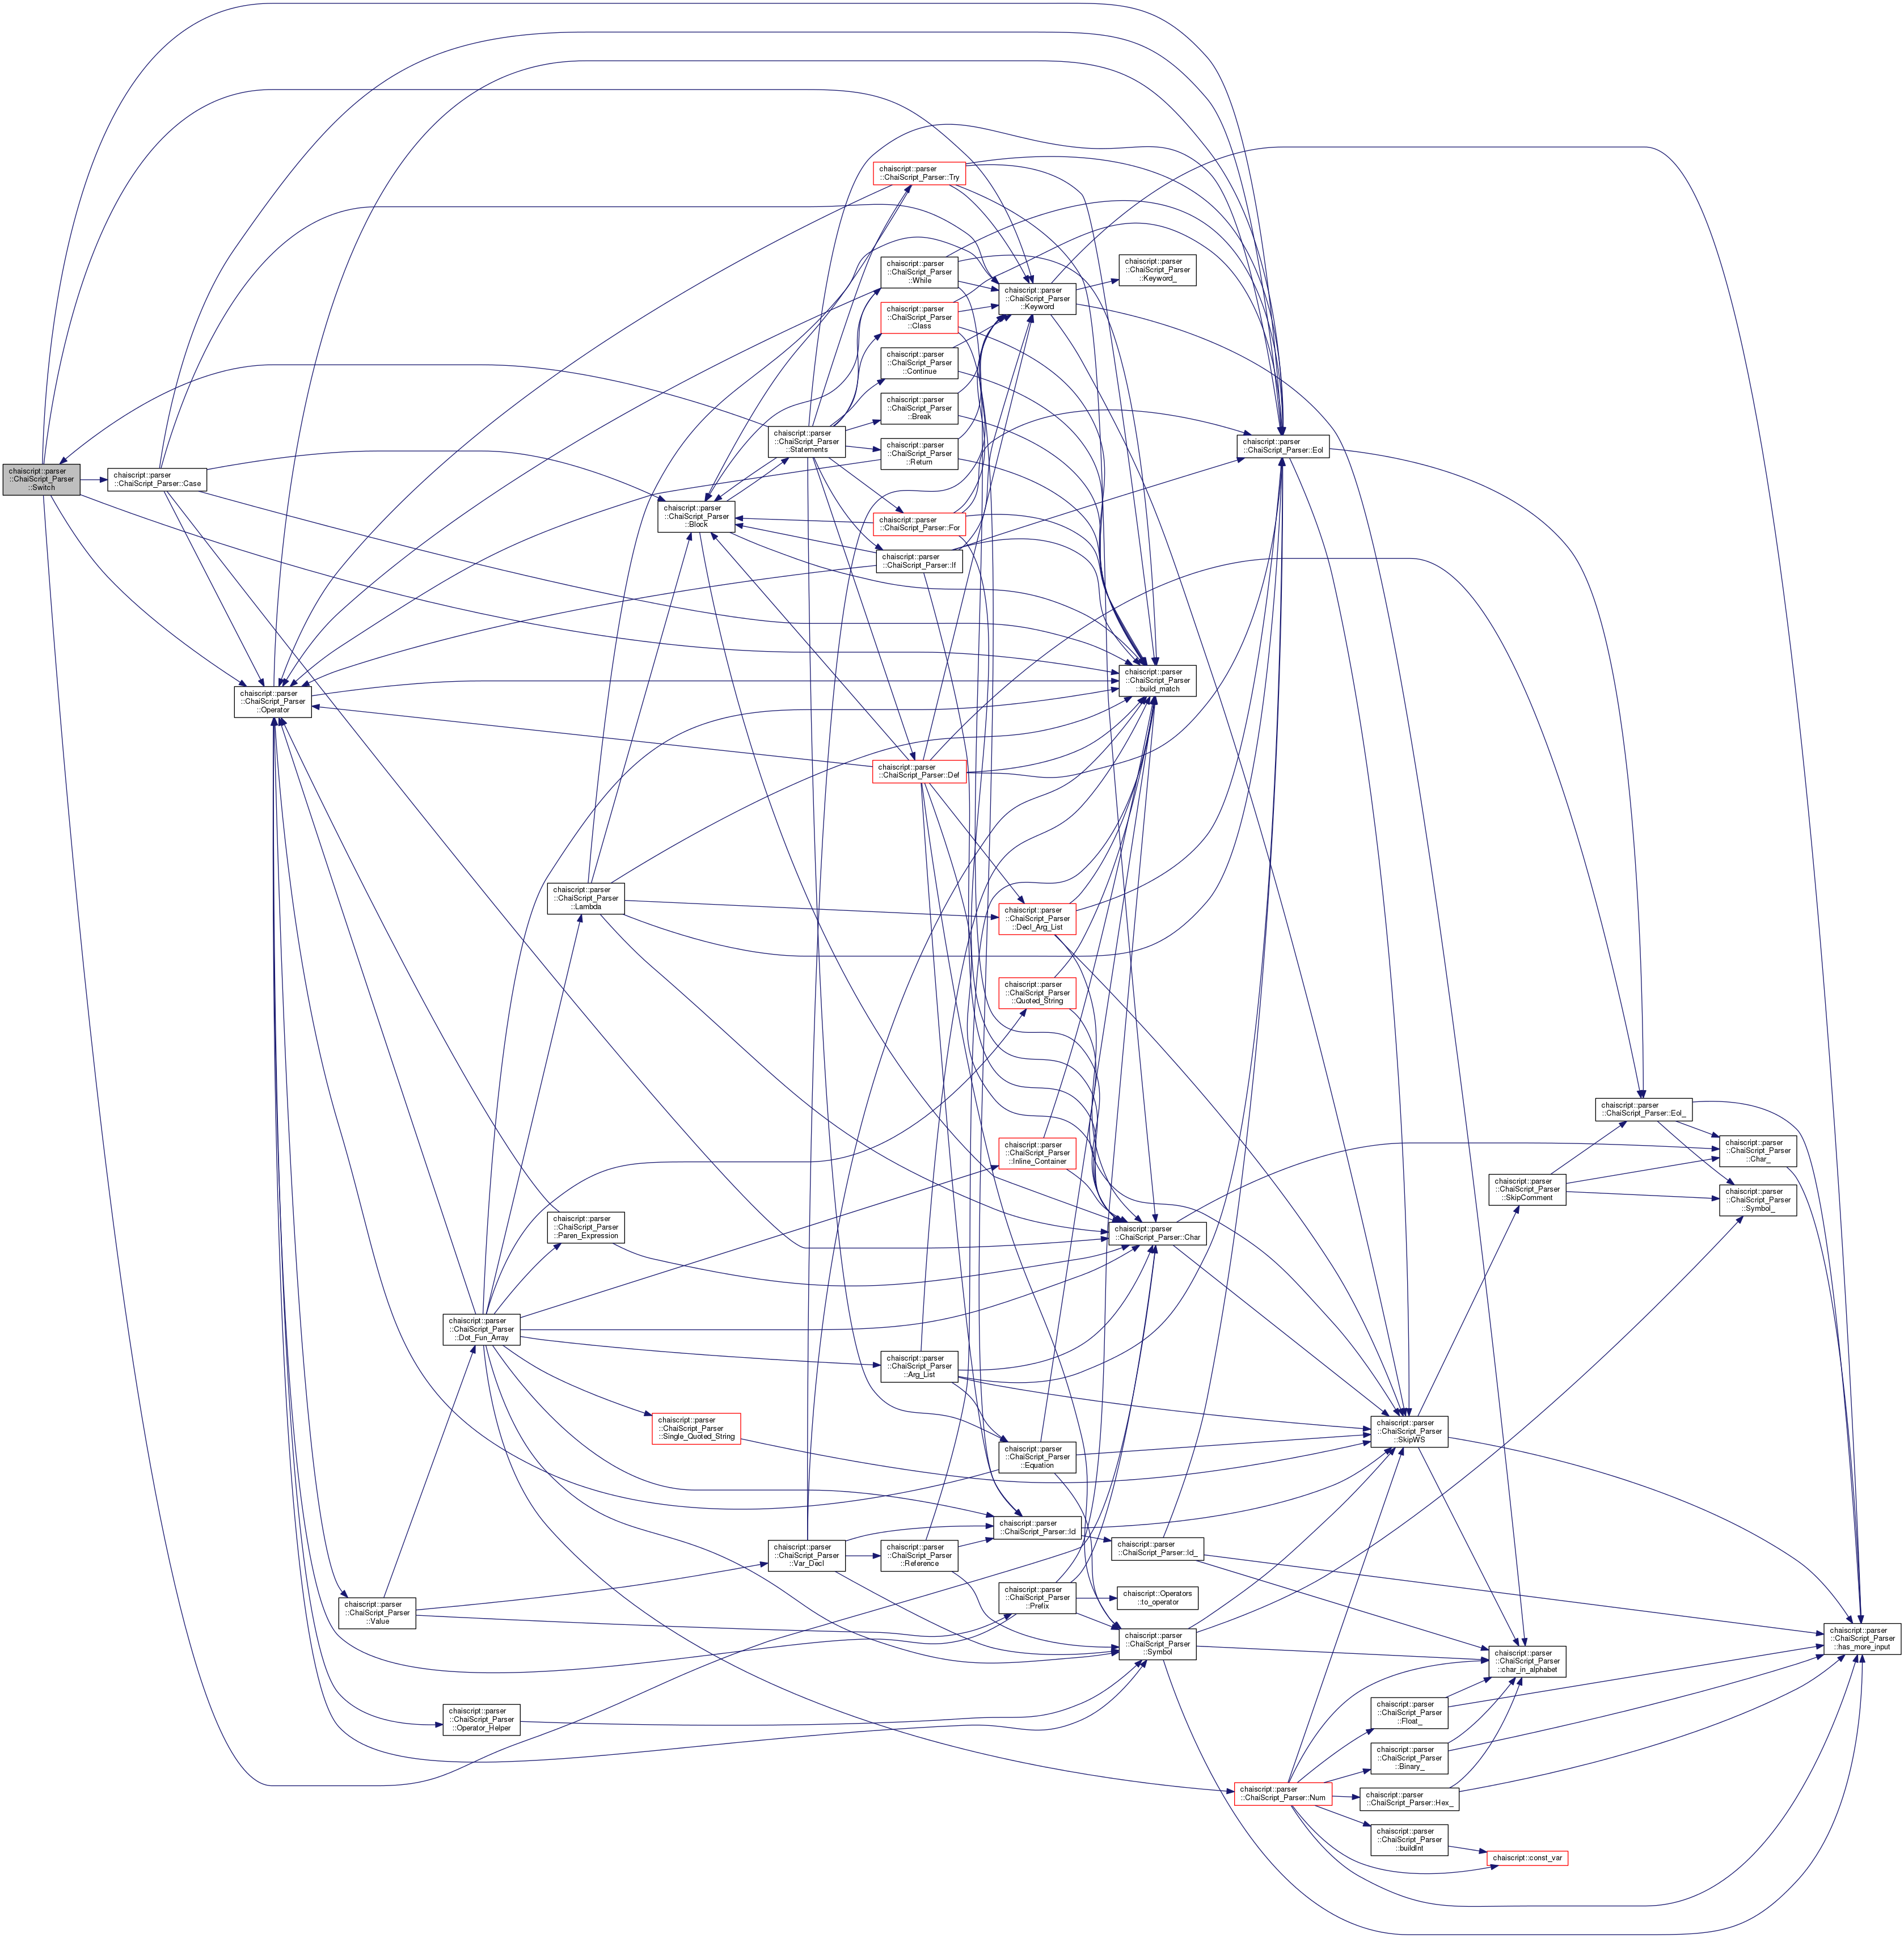 chaiscript::parser
::ChaiScript_Parser::Try
chaiscript::parser
::ChaiScript_Parser
::Keyword_
chaiscript::parser
::ChaiScript_Parser
::While
chaiscript::parser
::ChaiScript_Parser
::Keyword
chaiscript::parser
::ChaiScript_Parser
::Class
chaiscript::parser
::ChaiScript_Parser
::Continue
chaiscript::parser
::ChaiScript_Parser
::Break
chaiscript::parser
::ChaiScript_Parser
::Statements
chaiscript::parser
::ChaiScript_Parser
::Return
chaiscript::parser
::ChaiScript_Parser::Eol
chaiscript::parser
::ChaiScript_Parser
::Switch
chaiscript::parser
::ChaiScript_Parser::Case
chaiscript::parser
::ChaiScript_Parser
::Block
chaiscript::parser
::ChaiScript_Parser::For
chaiscript::parser
::ChaiScript_Parser::If
chaiscript::parser
::ChaiScript_Parser
::build_match
chaiscript::parser
::ChaiScript_Parser
::Operator
chaiscript::parser
::ChaiScript_Parser::Def
chaiscript::parser
::ChaiScript_Parser
::Lambda
chaiscript::parser
::ChaiScript_Parser
::Decl_Arg_List
chaiscript::parser
::ChaiScript_Parser
::Quoted_String
chaiscript::parser
::ChaiScript_Parser::Eol_
chaiscript::parser
::ChaiScript_Parser
::Inline_Container
chaiscript::parser
::ChaiScript_Parser
::Char_
chaiscript::parser
::ChaiScript_Parser
::SkipComment
chaiscript::parser
::ChaiScript_Parser
::Symbol_
chaiscript::parser
::ChaiScript_Parser
::Paren_Expression
chaiscript::parser
::ChaiScript_Parser::Char
chaiscript::parser
::ChaiScript_Parser
::Dot_Fun_Array
chaiscript::parser
::ChaiScript_Parser
::Arg_List
chaiscript::parser
::ChaiScript_Parser
::Single_Quoted_String
chaiscript::parser
::ChaiScript_Parser
::SkipWS
chaiscript::parser
::ChaiScript_Parser
::Equation
chaiscript::parser
::ChaiScript_Parser::Id
chaiscript::parser
::ChaiScript_Parser
::Var_Decl
chaiscript::parser
::ChaiScript_Parser
::Reference
chaiscript::parser
::ChaiScript_Parser::Id_
chaiscript::parser
::ChaiScript_Parser
::Value
chaiscript::parser
::ChaiScript_Parser
::Prefix
chaiscript::Operators
::to_operator
chaiscript::parser
::ChaiScript_Parser
::Symbol
chaiscript::parser
::ChaiScript_Parser
::has_more_input
chaiscript::parser
::ChaiScript_Parser
::char_in_alphabet
chaiscript::parser
::ChaiScript_Parser
::Operator_Helper
chaiscript::parser
::ChaiScript_Parser
::Float_
chaiscript::parser
::ChaiScript_Parser
::Binary_
chaiscript::parser
::ChaiScript_Parser::Num
chaiscript::parser
::ChaiScript_Parser::Hex_
chaiscript::parser
::ChaiScript_Parser
::buildInt
chaiscript::const_var